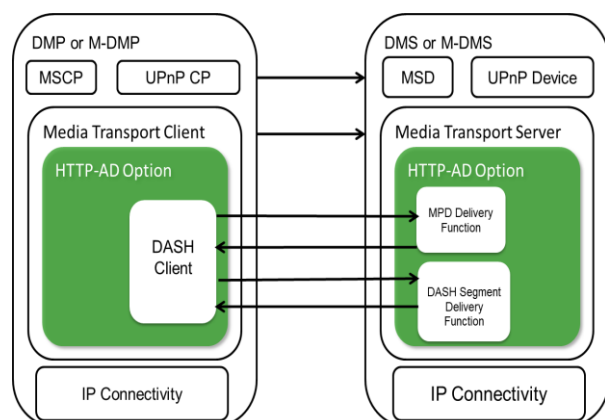 DMP or M-DMP
MSCP
UPnP CP
Media Transport Client
HTTP-AD Option
DASH
Client
IP Connectivity
DMS or M-DMS
MSD
UPnP Device
Media Transport Server
HTTP-AD Option
MPD Delivery
Function
DASH Segment
Delivery
Function
IP Connectivity